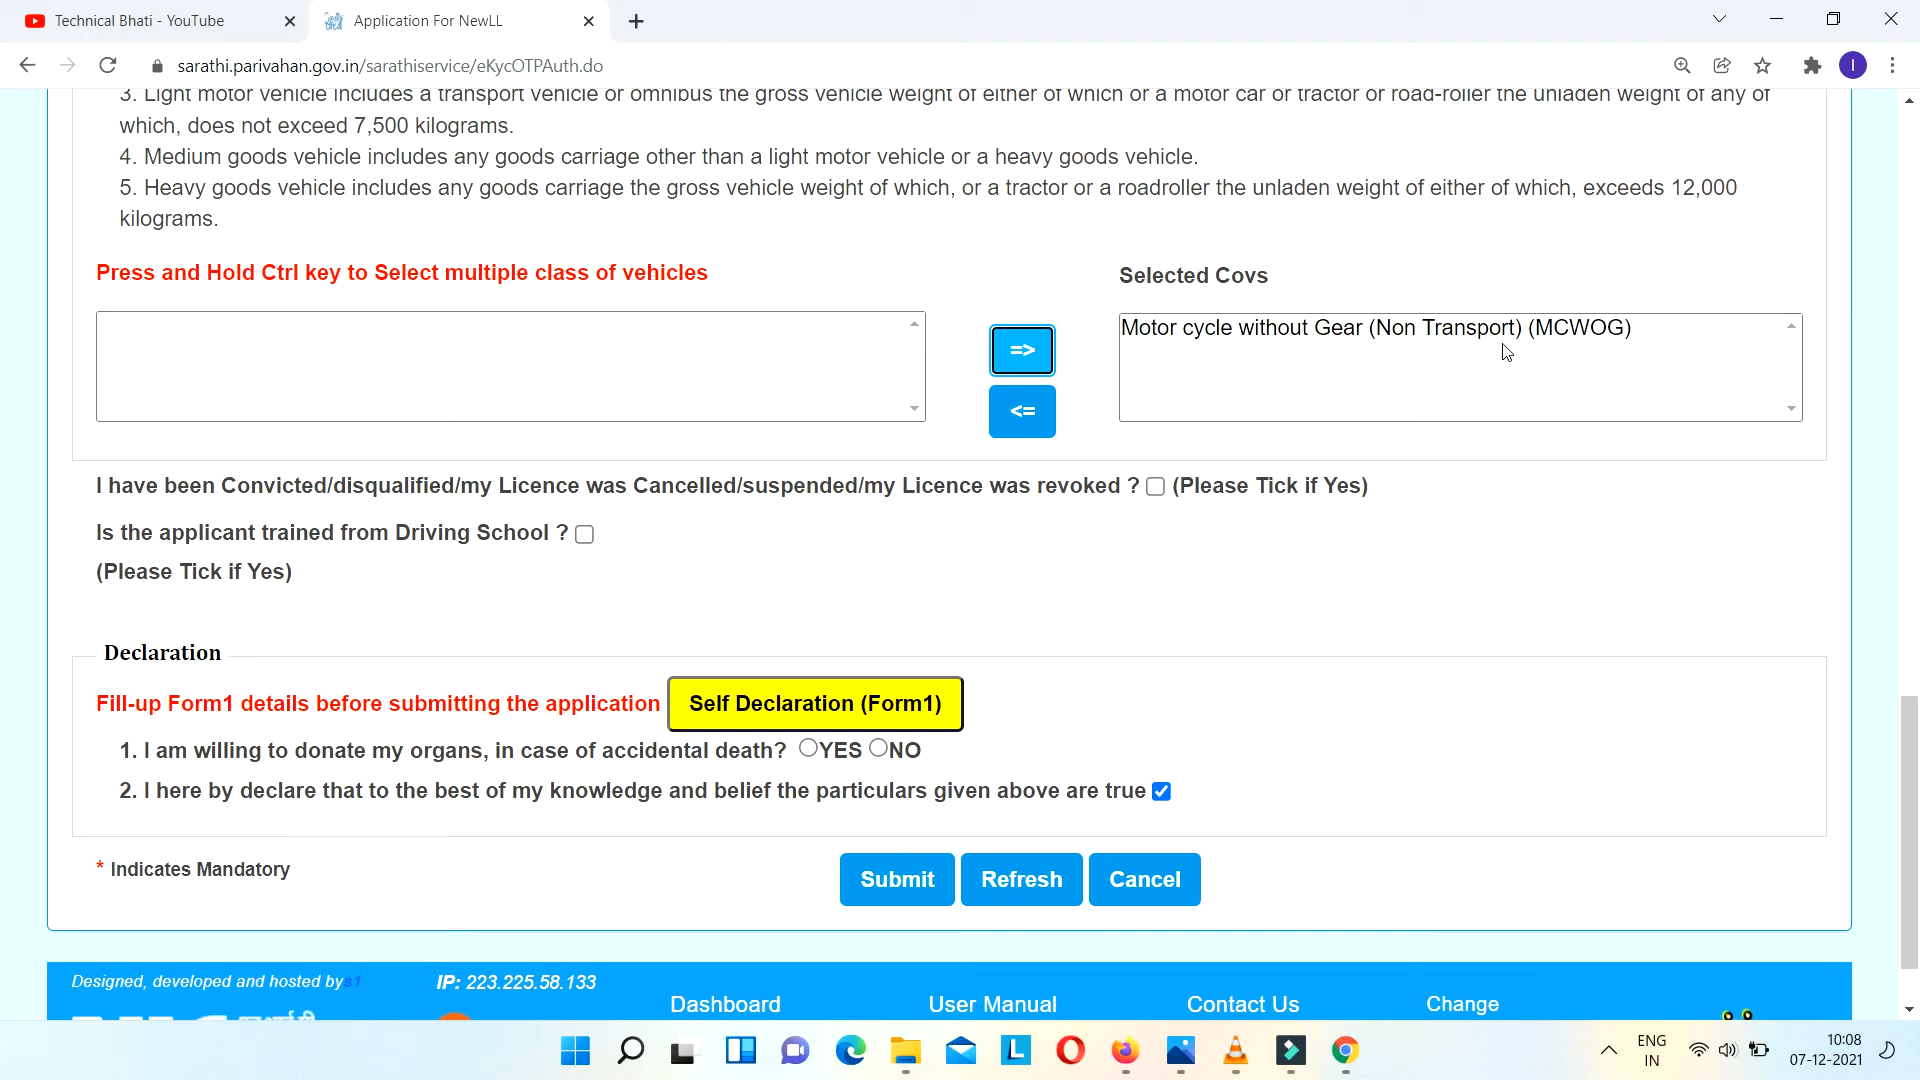 Technical Bhati - YouTube
Application For NewLL
sarathi.parivahan.gov.in/sarathiservice/eKycOTPAuth.do
I
3. Light motor vehicle includes a transport vehicle or omnibus the gross vehicle weight of either of which or a motor car or tractor or road-roller the unladen weight of any of
which, does not exceed 7,500 kilograms.
4. Medium goods vehicle includes any goods carriage other than a light motor vehicle or a heavy goods vehicle.
5. Heavy goods vehicle includes any goods carriage the gross vehicle weight of which, or a tractor or a roadroller the unladen weight of either of which, exceeds 12,000
kilograms.
Press and Hold Ctrl key to Select multiple class of vehicles
Selected Covs
Motor cycle without Gear (Non Transport) (MCWOG)
=>
<=
I have been Convicted/disqualified/my Licence was Cancelled/suspended/my Licence was revoked ? (Please Tick if Yes)
Is the applicant trained from Driving School ?
(Please Tick if Yes)
Declaration
Fill-up Form1 details before submitting the application Self Declaration (Form1)
1. I am willing to donate my organs, in case of accidental death? YES NO
2. I here by declare that to the best of my knowledge and belief the particulars given above are true
* Indicates Mandatory
Submit Refresh Cancel
Designed, developed and hosted by s1
IP: 223.225.58.133
Dashboard User Manual Contact Us Change
L
ENG
IN
10:08
07-12-2021